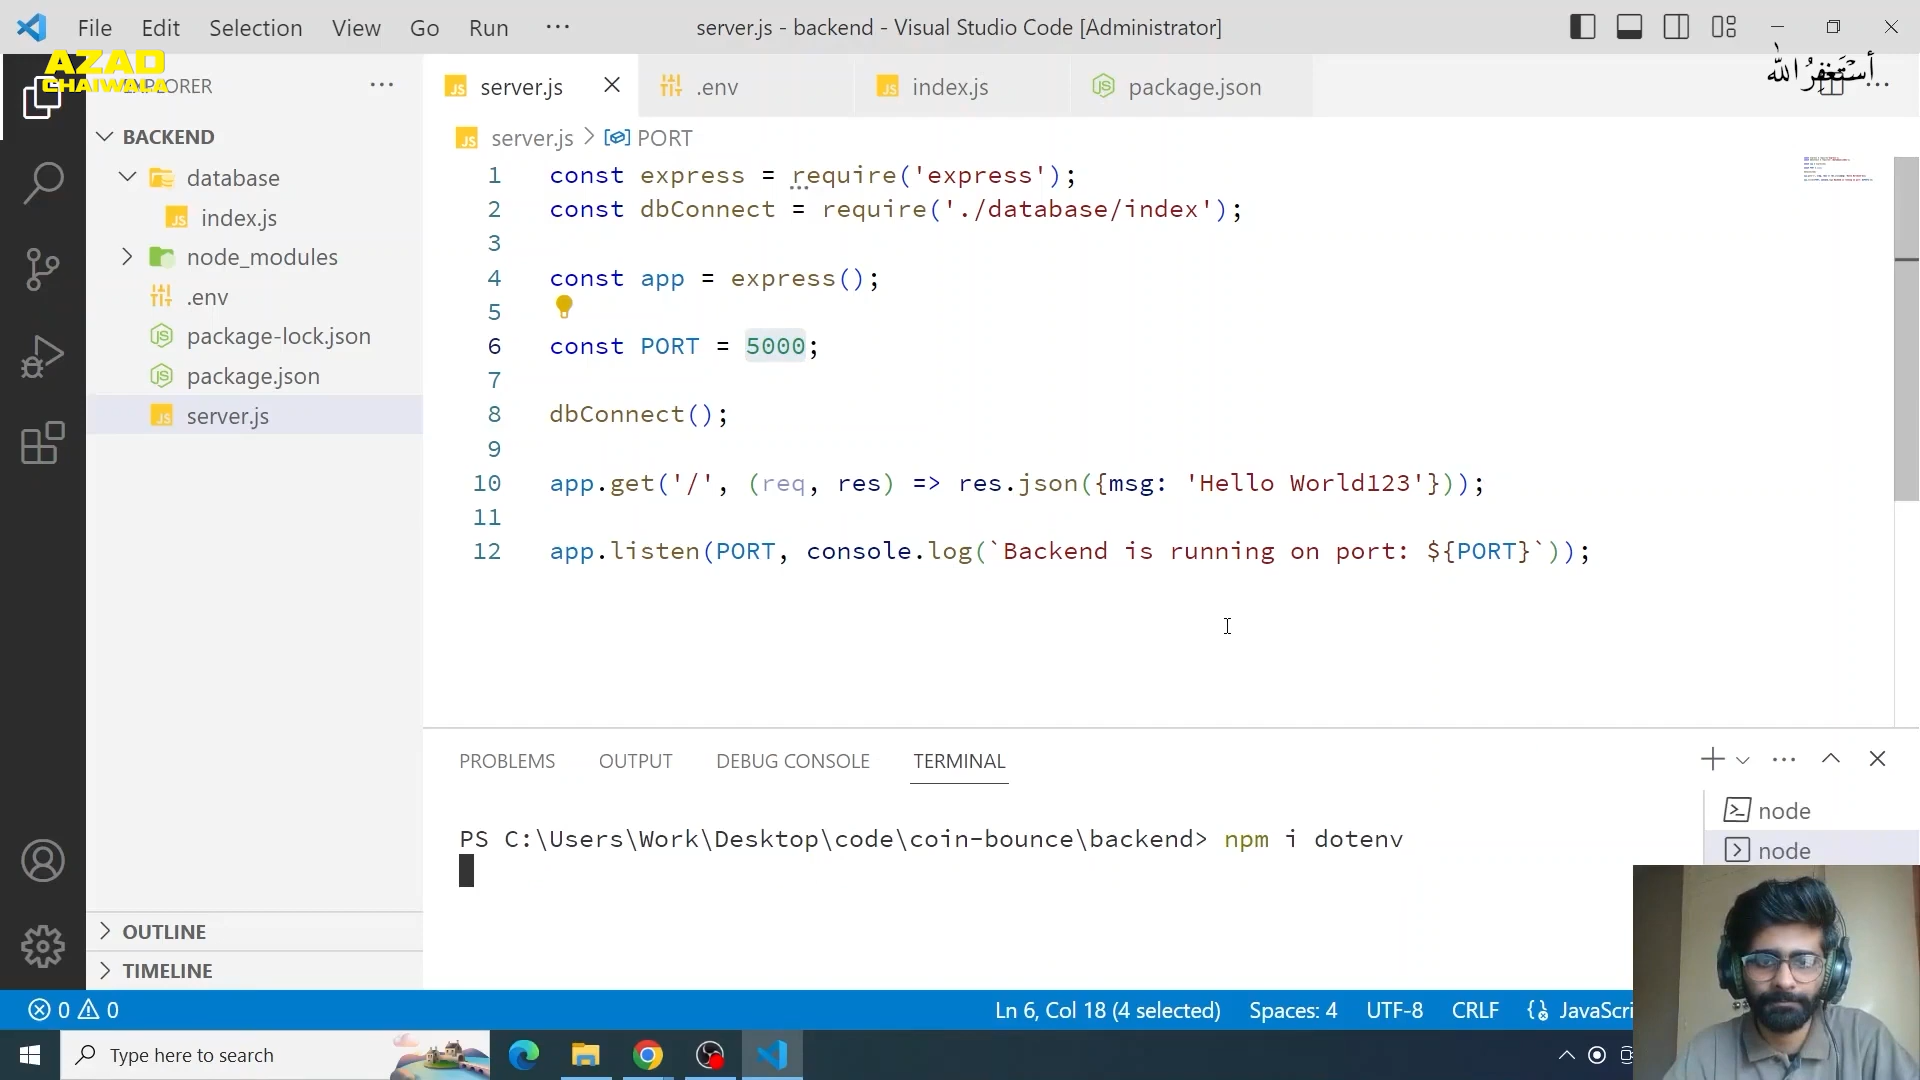 File Edit Selection View Go Run ···
server.js - backend - Visual Studio Code [Administrator]
AZAD
CHAIWALA
أستغفر الله
PLORER
server.js
.env
index.js
package.json
BACKEND
database
index.js
node_modules
.env
package-lock.json
package.json
server.js
OUTLINE
TIMELINE
server.js > PORT
1 const express = require('express');
2 const dbConnect = require('./database/index');
3
4 const app = express();
5
6 const PORT = 5000;
7
8 dbConnect();
9
10 app.get('/', (req, res) => res.json({msg: 'Hello World123'}));
11
12 app.listen(PORT, console.log(`Backend is running on port: ${PORT}`));
PROBLEMS OUTPUT DEBUG CONSOLE TERMINAL
PS C:\Users\Work\Desktop\code\coin-bounce\backend> npm i dotenv
node
node
0 0
Ln 6, Col 18 (4 selected) Spaces: 4 UTF-8 CRLF JavaScri
Type here to search